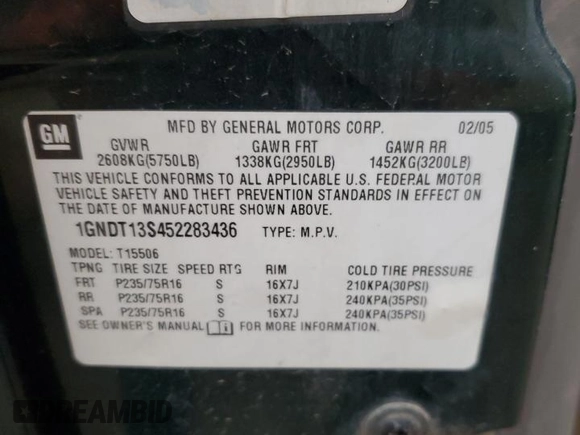 GM
MFD BY GENERAL MOTORS CORP. 02/05
GVWR GAWR FRT GAWR RR
2608KG(5750LB) 1338KG(2950LB) 1452KG(3200LB)
THIS VEHICLE CONFORMS TO ALL APPLICABLE U.S. FEDERAL MOTOR
VEHICLE SAFETY AND THEFT PREVENTION STANDARDS IN EFFECT ON
THE DATE OF MANUFACTURE SHOWN ABOVE.
1GNDT13S452283436 TYPE: M.P.V.
MODEL: T15506
TPNG TIRE SIZE SPEED RTG RIM COLD TIRE PRESSURE
FRT P235/75R16 S 16X7J 210KPA(30PSI)
RR P235/75R16 S 16X7J 240KPA(35PSI)
SPA P235/75R16 S 16X7J 240KPA(35PSI)
SEE OWNER'S MANUAL FOR MORE INFORMATION.
DREAMBID